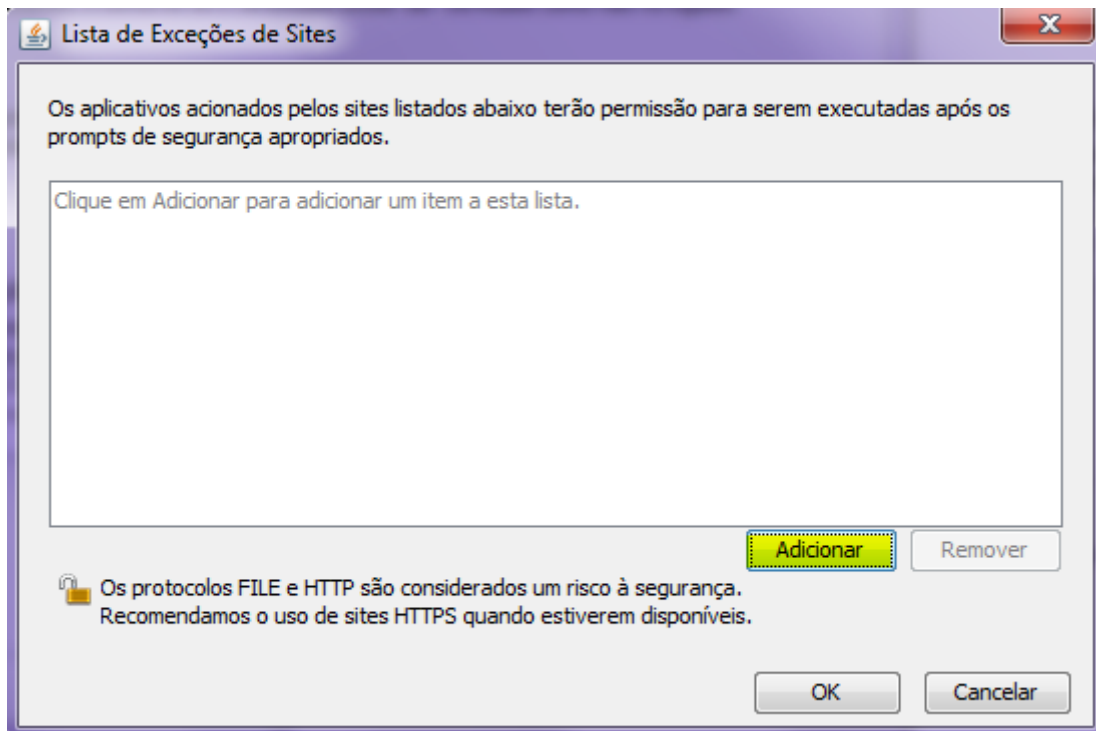 Lista de Exceções de Sites
Os aplicativos acionados pelos sites listados abaixo terão permissão para serem executadas após os
prompts de segurança apropriados.
Clique em Adicionar para adicionar um item a esta lista.
Adicionar Remover
Os protocolos FILE e HTTP são considerados um risco à segurança.
Recomendamos o uso de sites HTTPS quando estiverem disponíveis.
OK Cancelar